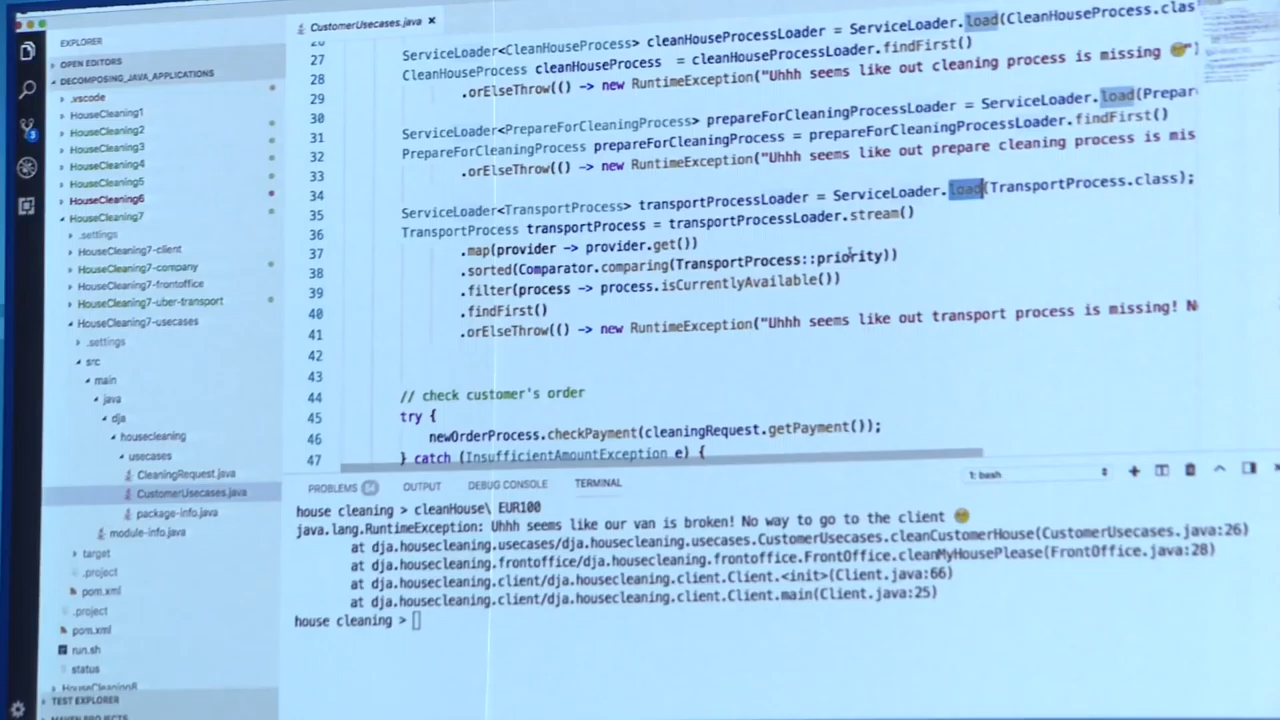 CustomerUsecases.java ×
EXPLORER
OPEN EDITORS
DECOMPOSING_JAVA_APPLICATIONS
.vscode
HouseCleaning1
HouseCleaning2
HouseCleaning3
HouseCleaning4
HouseCleaning5
HouseCleaning6
HouseCleaning7
.settings
HouseCleaning7-client
HouseCleaning7-company
HouseCleaning7-frontoffice
HouseCleaning7-uber-transport
HouseCleaning7-usecases
.settings
src
main
java
dja
housecleaning
usecases
CleaningRequest.java
CustomerUsecases.java
package-info.java
module-info.java
target
.project
pom.xml
.project
pom.xml
run.sh
status
HouseCleaning8
TEST EXPLORER
MAVEN PROJECTS
3
27 ServiceLoader<CleanHouseProcess> cleanHouseProcessLoader = ServiceLoader.load(CleanHouseProcess.clas
28 CleanHouseProcess cleanHouseProcess = cleanHouseProcessLoader.findFirst()
29 .orElseThrow(() -> new RuntimeException("Uhhh seems like out cleaning process is missing 😁")
30
31 ServiceLoader<PrepareForCleaningProcess> prepareForCleaningProcessLoader = ServiceLoader.load(Prepar
32 PrepareForCleaningProcess prepareForCleaningProcess = prepareForCleaningProcessLoader.findFirst()
33 .orElseThrow(() -> new RuntimeException("Uhhh seems like out prepare cleaning process is mis
34
35 ServiceLoader<TransportProcess> transportProcessLoader = ServiceLoader.load(TransportProcess.class);
36 TransportProcess transportProcess = transportProcessLoader.stream()
37 .map(provider -> provider.get())
38 .sorted(Comparator.comparing(TransportProcess::priority))
39 .filter(process -> process.isCurrentlyAvailable())
40 .findFirst()
41 .orElseThrow(() -> new RuntimeException("Uhhh seems like out transport process is missing! N
42
43
44 // check customer's order
45 try {
46 newOrderProcess.checkPayment(cleaningRequest.getPayment());
47 } catch (InsufficientAmountException e) {
PROBLEMS 64 OUTPUT DEBUG CONSOLE TERMINAL 1: bash
house cleaning > cleanHouse\ EUR100
java.lang.RuntimeException: Uhhh seems like our van is broken! No way to go to the client 😁
at dja.housecleaning.usecases/dja.housecleaning.usecases.CustomerUsecases.cleanCustomerHouse(CustomerUsecases.java:26)
at dja.housecleaning.frontoffice/dja.housecleaning.frontoffice.FrontOffice.cleanMyHousePlease(FrontOffice.java:28)
at dja.housecleaning.client/dja.housecleaning.client.Client.<init>(Client.java:66)
at dja.housecleaning.client/dja.housecleaning.client.Client.main(Client.java:25)
house cleaning >